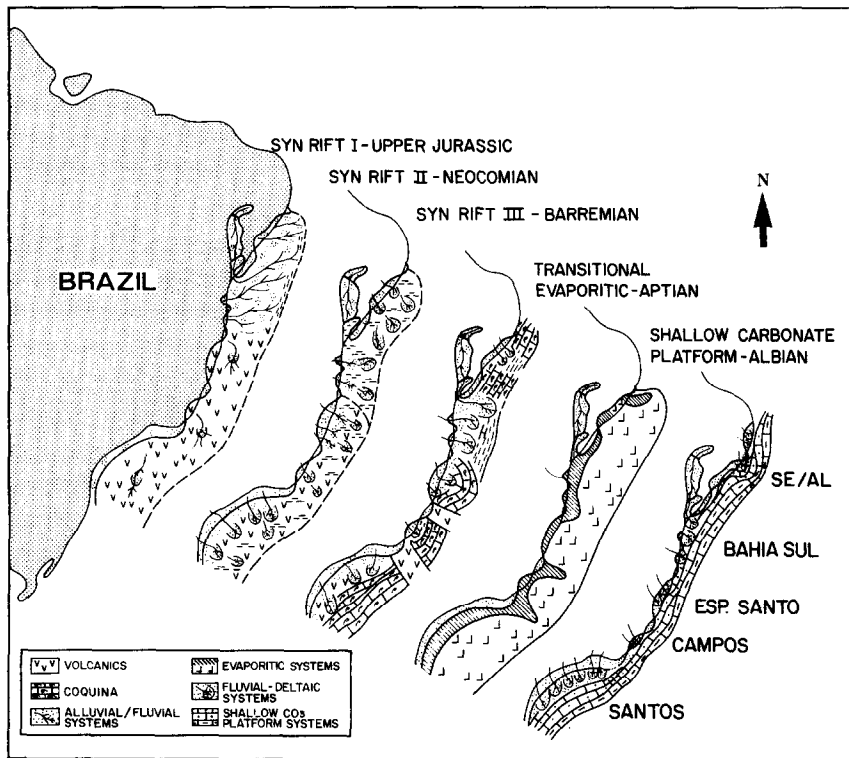 SYN RIFT I-UPPER JURASSIC
SYN RIFT II-NEOCOMIAN
SYN RIFT III-BARREMIAN
N
TRANSITIONAL
EVAPORITIC-APTIAN
BRAZIL
SHALLOW CARBONATE
PLATFORM-ALBIAN
SE/AL
BAHIA SUL
ESP. SANTO
CAMPOS
SANTOS
VOLCANICS
COQUINA
ALLUVIAL/FLUVIAL
SYSTEMS
EVAPORITIC SYSTEMS
FLUVIAL-DELTAIC
SYSTEMS
SHALLOW CO3
PLATFORM SYSTEMS